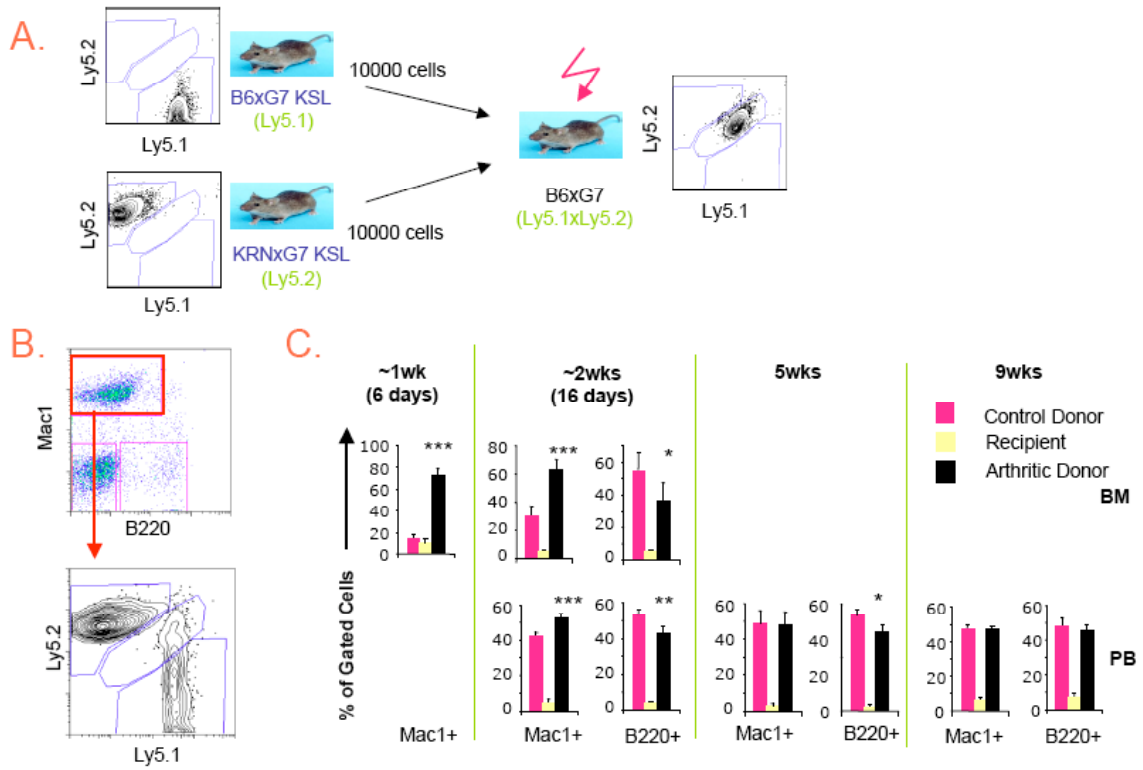 A.
Ly5.2
Ly5.1
B6xG7 KSL
(Ly5.1)
10000 cells
Ly5.2
Ly5.1
KRNxG7 KSL
(Ly5.2)
10000 cells
B6xG7
(Ly5.1xLy5.2)
Ly5.2
Ly5.1
B.
Mac1
B220
Ly5.2
Ly5.1
C.
~1wk
(6 days)
~2wks
(16 days)
5wks
9wks
Control Donor
Recipient
Arthritic Donor
BM
PB
% of Gated Cells
100
80
60
40
20
0
***
80
60
40
20
0
***
80
60
40
20
0
*
60
40
20
0
***
60
40
20
0
**
60
40
20
0
60
40
20
0
*
60
40
20
0
60
40
20
0
Mac1+
Mac1+
B220+
Mac1+
B220+
Mac1+
B220+